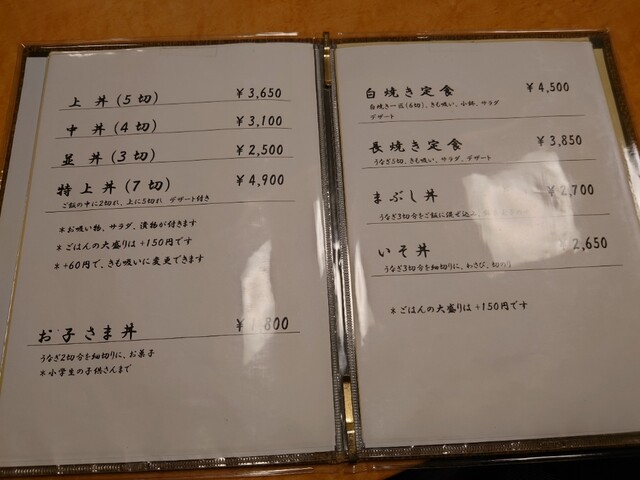 上 丼 (5 切) ¥3,650
中 丼 (4 切) ¥3,100
並 丼 (3 切) ¥2,500
特上丼 (7 切) ¥4,900
ご飯の中に2切れ、上に5切れ デザート付き
*お吸い物、サラダ、漬物が付きます
*ごはんの大盛りは+150円です
*+60円で、きも吸いに変更できます
お子さま丼 800
うなぎ2切分を細切りに、お菓子
*小学生の子供さんまで
白焼き定食 ¥4,500
白焼き一匹(6切)、きも吸い、小鉢、サラダ
デザート
長焼き定食 ¥3,850
うなぎ5切、きも吸い、サラダ、デザート
まぶし丼 ¥2,700
うなぎ3切分をご飯に混ぜ込み、
いそ丼 2,650
うなぎ3切分を細切りに、わさび、切のり
*ごはんの大盛りは+150円です